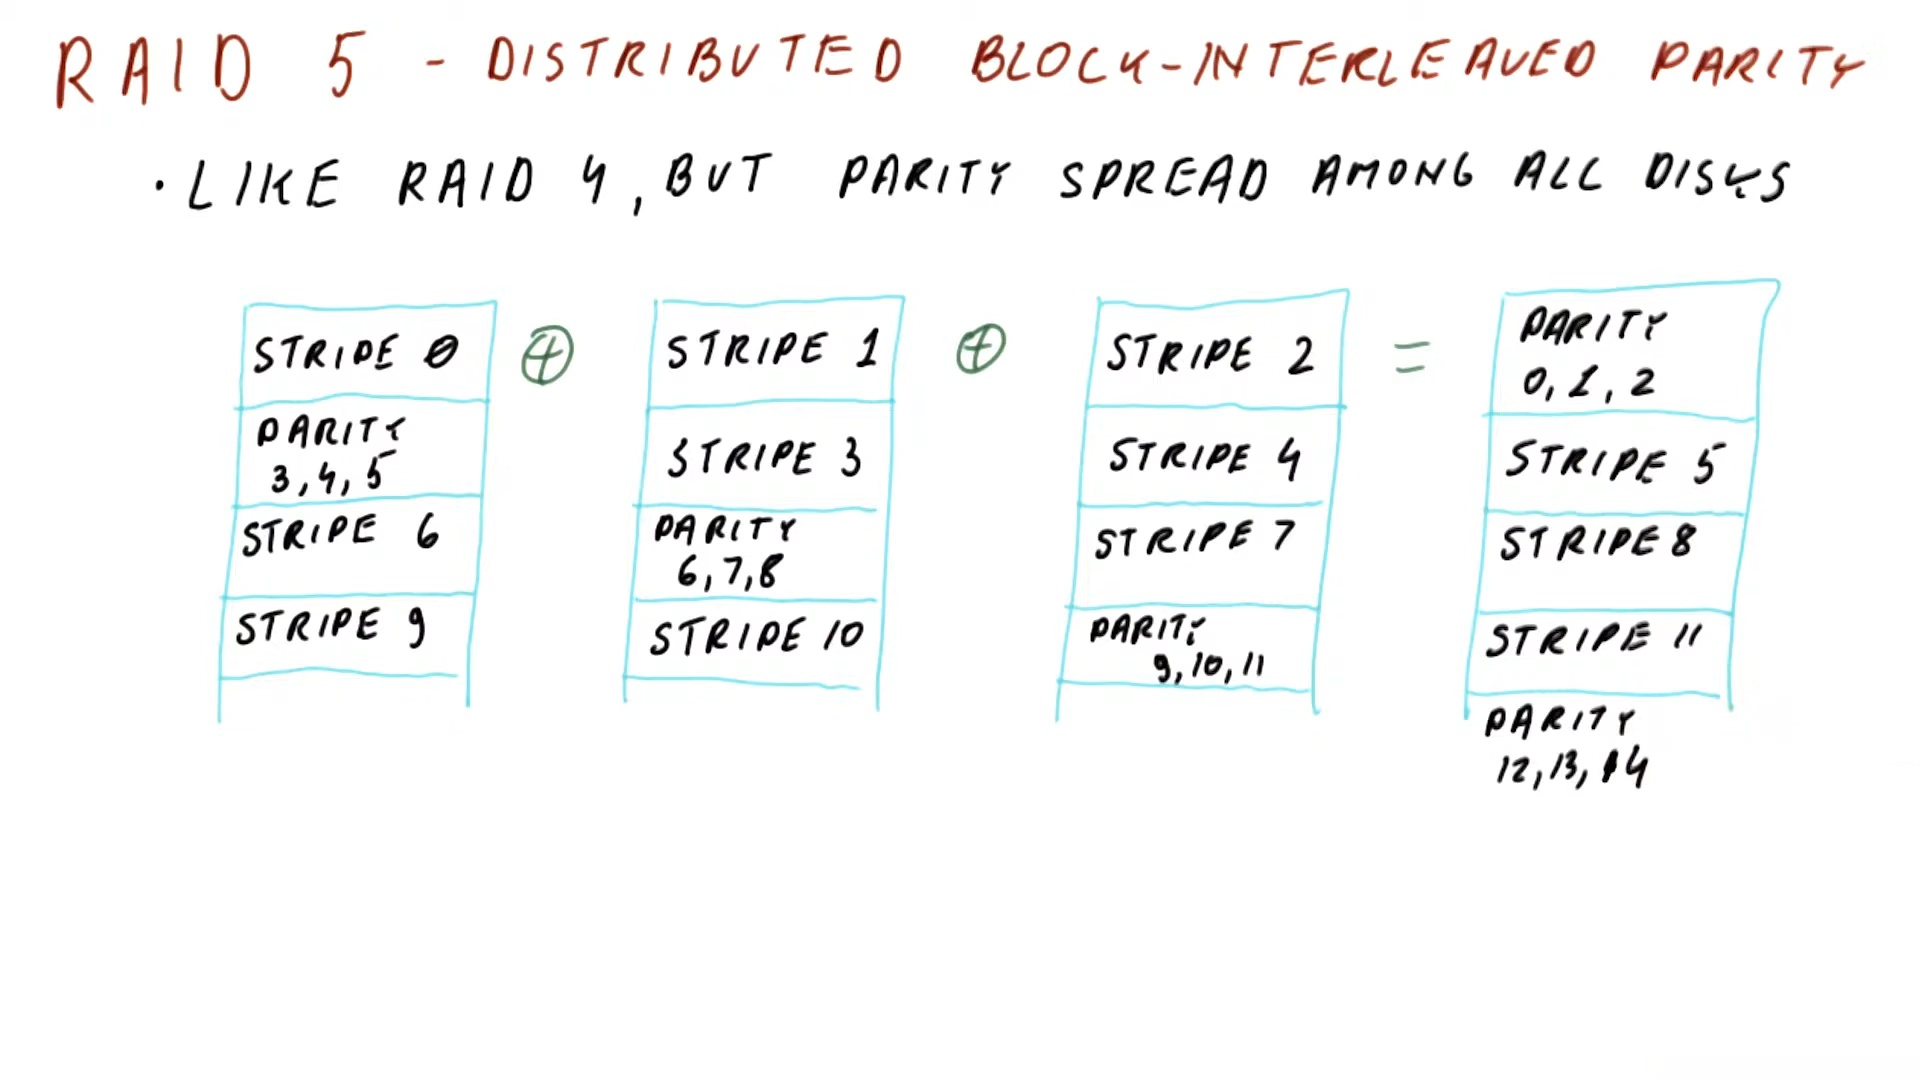 RAID 5 - DISTRIBUTED BLOCK-INTERLEAVED PARITY
• LIKE RAID 4, BUT PARITY SPREAD AMONG ALL DISKS
STRIPE 0 ⊕ STRIPE 1 ⊕ STRIPE 2 = PARITY
0, 1, 2
PARITY
3, 4, 5
STRIPE 3
STRIPE 4
STRIPE 5
STRIPE 6
PARITY
6, 7, 8
STRIPE 7
STRIPE 8
STRIPE 9
STRIPE 10
PARITY
9, 10, 11
STRIPE 11
PARITY
12, 13, 14